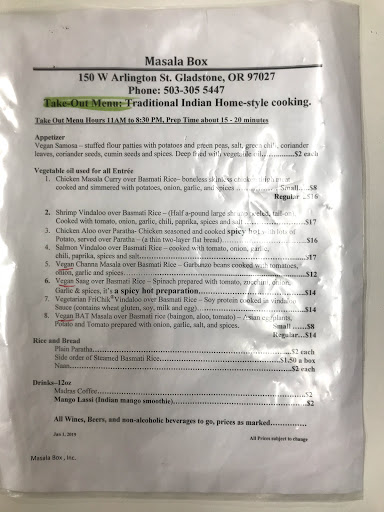 Masala Box
150 W Arlington St. Gladstone, OR 97027
Phone: 503-305 5447
Take-Out Menu: Traditional Indian Home-style cooking.
Take Out Menu Hours 11AM to 8:30 PM, Prep Time about 15 - 20 minutes
Appetizer
Vegan Samosa – stuffed flour patties with potatoes and green peas, salt, green chili, coriander
leaves, coriander seeds, cumin seeds and spices. Deep fried with vegetable oil,..........$2 each
Vegetable oil used for all Entrée
1. Chicken Masala Curry over Basmati Rice– boneless skinless
cooked and simmered with potatoes, onion, garlic, and spices Small.....$8
Regular ..$16
2. Shrimp Vindaloo over Basmati Rice – (Half a-pound large tail-on)
Cooked with tomato, onion, garlic, chili, paprika, spices and salt..........$17
3. Chicken Aloo over Paratha- Chicken seasoned and cooked spicy hot with lots of
Potato, served over Paratha – (a thin two-layer flat bread)..........$16
4. Salmon Vindaloo over Basmati Rice – cooked with tomato, onion, garlic,
chili, paprika, spices and salt..........$17
5. Vegan Channa Masala over Basmati Rice – Garbanzo beans cooked with tomatoes,
onion, garlic and spices..........$12
6. Vegan Saag over Basmati Rice – Spinach prepared with tomato, zucchini, onion,
Garlic & spices, it's a spicy hot preparation..........$14
7. Vegetarian FriChik® Vindaloo over Basmati Rice – Soy protein cooked in vindaloo
Sauce (contains wheat gluten, soy, milk and egg)..........$14
8. Vegan BAT Masala over Basmati rice (baingon, aloo, tomato) – Asian eggplants,
Potato and Tomato prepared with onion, garlic, salt, and spices. Small .......$8
Regular....$14
Rice and Bread
Plain Paratha..........$2 each
Side order of Steamed Basmati Rice..........$1.50 a box
Naan..........$2 each
Drinks–12oz
Madras Coffee..........$2
Mango Lassi (Indian mango smoothie)..........$2
All Wines, Beers, and non-alcoholic beverages to go, prices as marked..........
Jan 1, 2019 All Prices subject to change
Masala Box , Inc.